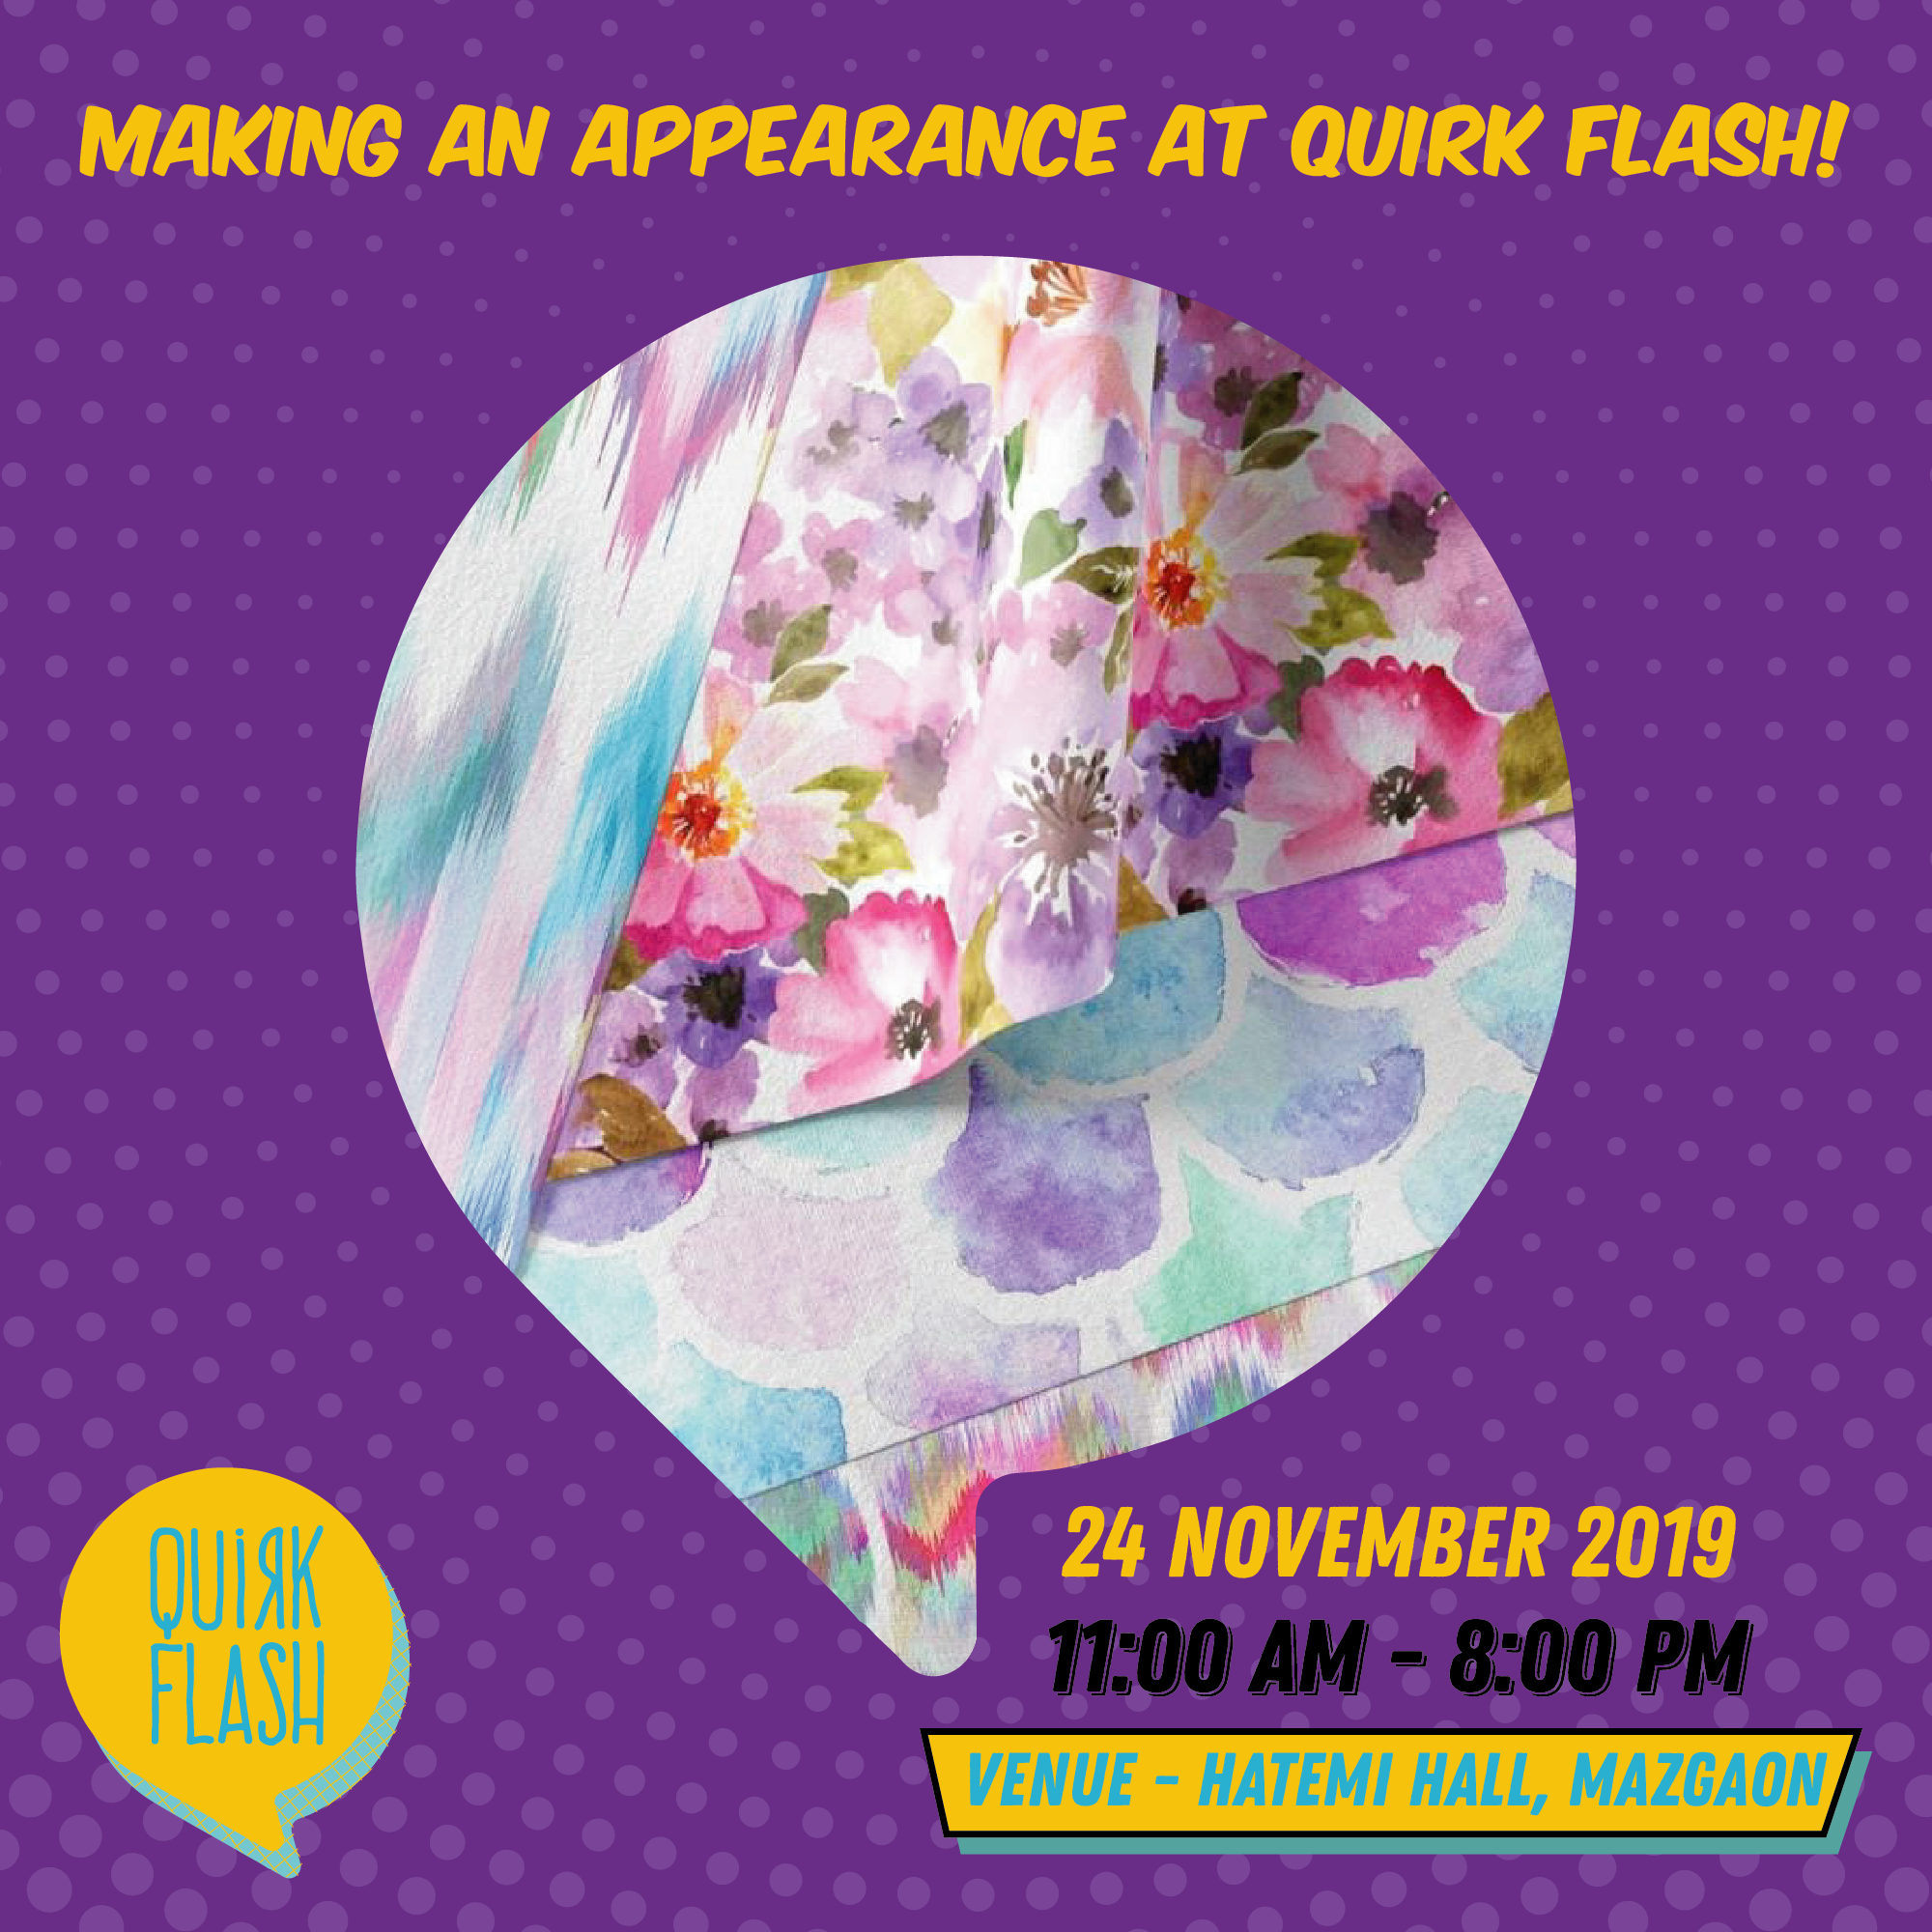 MAKING AN APPEARANCE AT QUIRK FLASH!
QUiRK
FLASH
24 NOVEMBER 2019
11:00 AM - 8:00 PM
VENUE - HATEMI HALL, MAZGAON